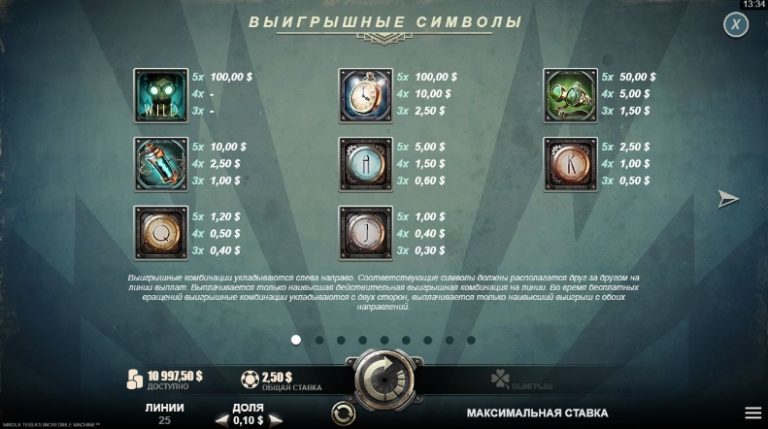 13:34
ВЫИГРЫШНЫЕ СИМВОЛЫ
X
WILD
5x 100,00 $
4x -
3x -
5x 100,00 $
4x 10,00 $
3x 2,50 $
5x 50,00 $
4x 5,00 $
3x 1,50 $
5x 10,00 $
4x 2,50 $
3x 1,00 $
A
5x 5,00 $
4x 1,50 $
3x 0,60 $
K
5x 2,50 $
4x 1,00 $
3x 0,50 $
Q
5x 1,20 $
4x 0,50 $
3x 0,40 $
J
5x 1,00 $
4x 0,40 $
3x 0,30 $
Выигрышные комбинации укладываются слева направо. Соответствующие символы должны располагатся друг за другом на
линии выплат. Выплачивается только наивысшая действительная выигрышная комбинация на линии. Во время бесплатных
вращений выигрышные комбинации укладываются с двух сторон, выплачивается только наивысший выигрыш с обоих
направлений.
10 997,50 $
ДОСТУПНО
2,50 $
ОБЩАЯ СТАВКА
ВЫИГРЫШ
ЛИНИИ
25
ДОЛЯ
0,10 $
МАКСИМАЛЬНАЯ СТАВКА
NIKOLA TESLA'S INCREDIBLE MACHINE™